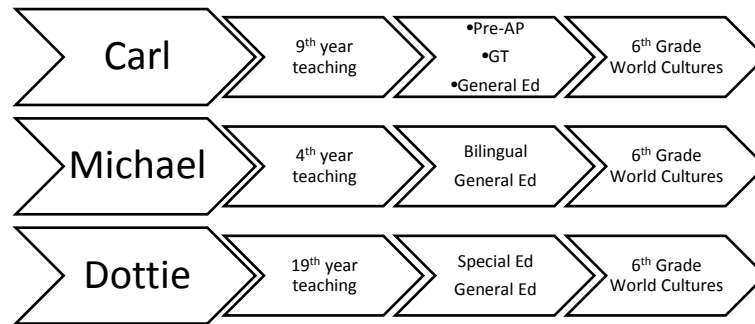 Carl
9th year
teaching
•Pre-AP
•GT
•General Ed
6th Grade
World Cultures
Michael
4th year
teaching
Bilingual
General Ed
6th Grade
World Cultures
Dottie
19th year
teaching
Special Ed
General Ed
6th Grade
World Cultures